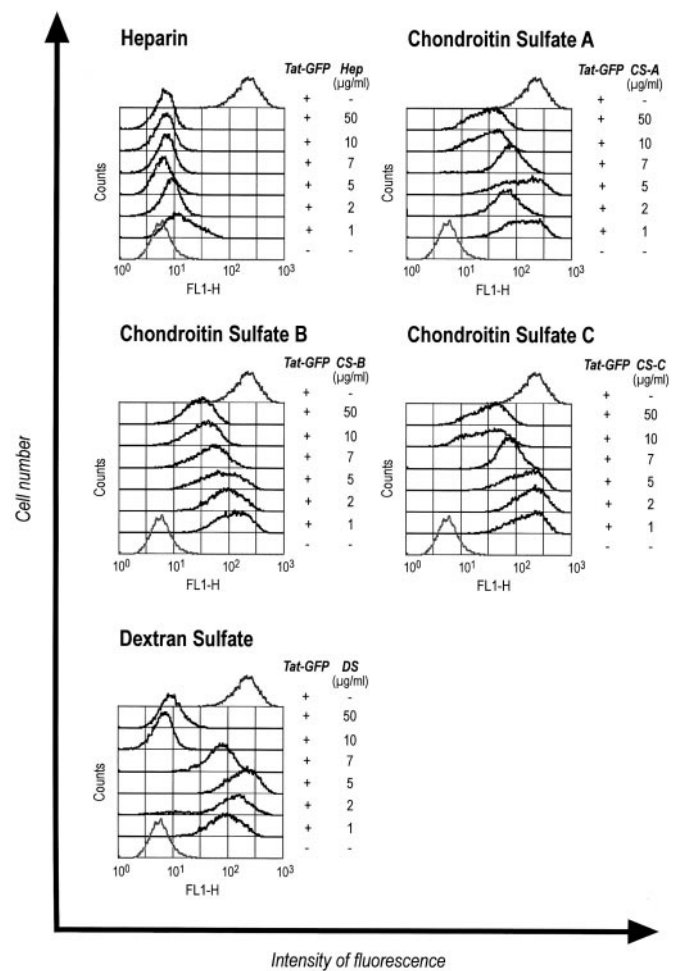 Heparin
Tat-GFP Hep
(µg/ml)
+ -
+ 50
+ 10
+ 7
+ 5
+ 2
+ 1
- -
Counts
10⁰ 10¹ 10² 10³
FL1-H
Chondroitin Sulfate A
Tat-GFP CS-A
(µg/ml)
+ -
+ 50
+ 10
+ 7
+ 5
+ 2
+ 1
- -
Counts
10⁰ 10¹ 10² 10³
FL1-H
Chondroitin Sulfate B
Tat-GFP CS-B
(µg/ml)
+ -
+ 50
+ 10
+ 7
+ 5
+ 2
+ 1
- -
Counts
10⁰ 10¹ 10² 10³
FL1-H
Chondroitin Sulfate C
Tat-GFP CS-C
(µg/ml)
+ -
+ 50
+ 10
+ 7
+ 5
+ 2
+ 1
- -
Counts
10⁰ 10¹ 10² 10³
FL1-H
Dextran Sulfate
Tat-GFP DS
(µg/ml)
+ -
+ 50
+ 10
+ 7
+ 5
+ 2
+ 1
- -
Counts
10⁰ 10¹ 10² 10³
FL1-H
Cell number
Intensity of fluorescence